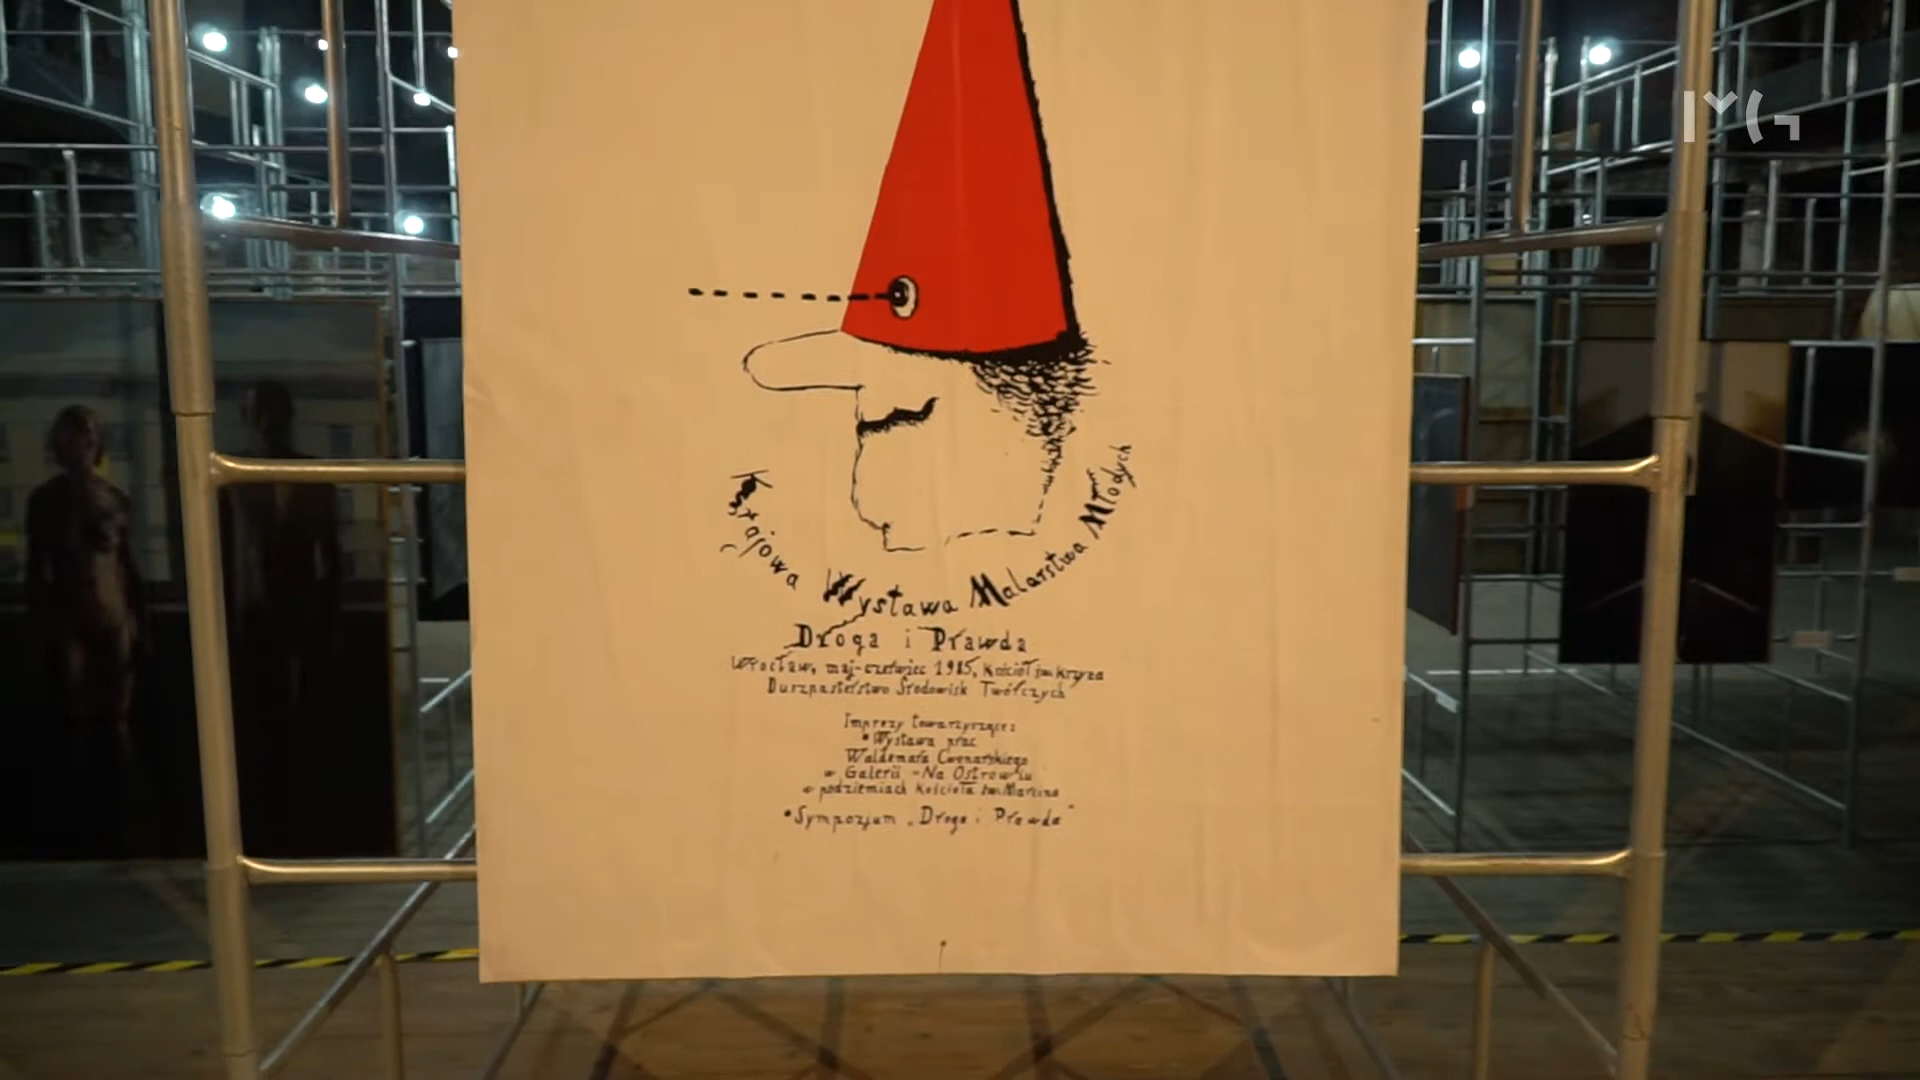 Krajowa Wystawa Malarstwa Młodych
Droga i Prawda
Wrocław, maj-czerwiec 1985, Kościół św. Krzyża
Duszpasterstwo Środowisk Twórczych
Imprezy towarzyszące:
•Wystawa prac
Waldemara Cwenarskiego
w Galerii „Na Ostrowiu
w podziemiach Kościoła św. Marcina
•Sympozjum „Droga i Prawda"
MG